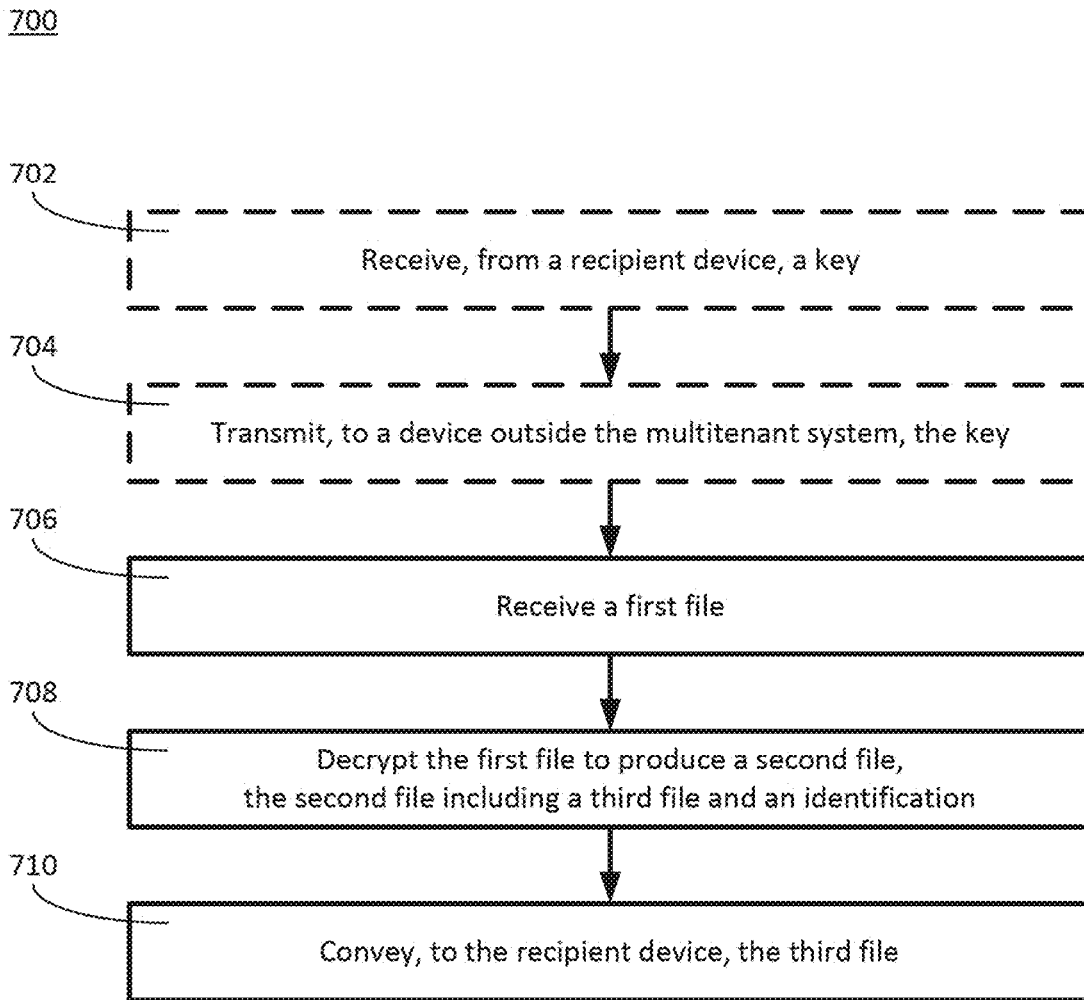 700
702
Receive, from a recipient device, a key
704
Transmit, to a device outside the multitenant system, the key
706
Receive a first file
708
Decrypt the first file to produce a second file,
the second file including a third file and an identification
710
Convey, to the recipient device, the third file